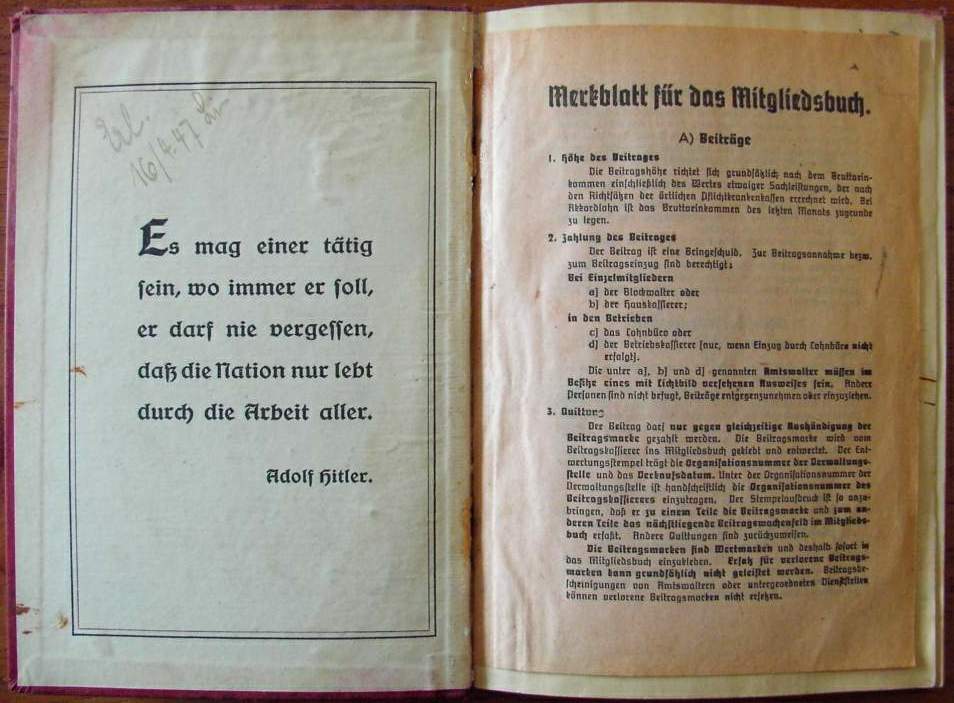 Erl.
16/4.47
Es mag einer tätig
sein, wo immer er soll,
er darf nie vergessen,
daß die Nation nur lebt
durch die Arbeit aller.
Adolf Hitler.
Merkblatt für das Mitgliedsbuch.
A) Beiträge
1. Höhe des Beitrages
Die Beitragshöhe richtet sich grundsätzlich nach dem Bruttoein-
kommen einschließlich des Wertes etwaiger Sachleistungen, der nach
den Richtsätzen der örtlichen Pflichtkrankenkassen errechnet wird. Bei
Akkordlohn ist das Bruttoeinkommen des letzten Monats zugrunde
zu legen.
2. Zahlung des Beitrages
Der Beitrag ist eine Bringeschuld. Zur Beitragsannahme bezw.
zum Beitragseinzug sind berechtigt:
Bei Einzelmitgliedern
a) der Blockwalter oder
b) der Hauskassierer;
in den Betrieben
c) das Lohnbüro oder
d) der Betriebskassierer (nur, wenn Einzug durch Lohnbüro nicht
erfolgt).
Die unter a), b) und d) genannten Amtswalter müssen im
Besitze eines mit Lichtbild versehenen Ausweises sein. Andere
Personen sind nicht befugt, Beiträge entgegenzunehmen oder einzuziehen.
3. Quittung
Der Beitrag darf nur gegen gleichzeitige Aushändigung der
Beitragsmarke gezahlt werden. Die Beitragsmarke wird vom
Beitragskassierer ins Mitgliedsbuch geklebt und entwertet. Der Ent-
wertungsstempel trägt die Organisationsnummer der Verwaltungs-
stelle und das Verkaufsdatum. Unter der Organisationsnummer der
Verwaltungsstelle ist handschriftlich die Organisationsnummer des
Beitragskassierers einzutragen. Der Stempelaufdruck ist so anzu-
bringen, daß er zu einem Teile die Beitragsmarke und zum an-
deren Teile das nächstliegende Beitragswochenfeld im Mitglieds-
buch erfaßt. Andere Quittungen sind zurückzuweisen.
Die Beitragsmarken sind Wertmarken und deshalb sofort in
das Mitgliedsbuch einzukleben. Ersatz für verlorene Beitrags-
marken kann grundsätzlich nicht geleistet werden. Beitragsbe-
scheinigungen von Amtswaltern oder untergeordneten Dienststellen
können verlorene Beitragsmarken nicht ersetzen.